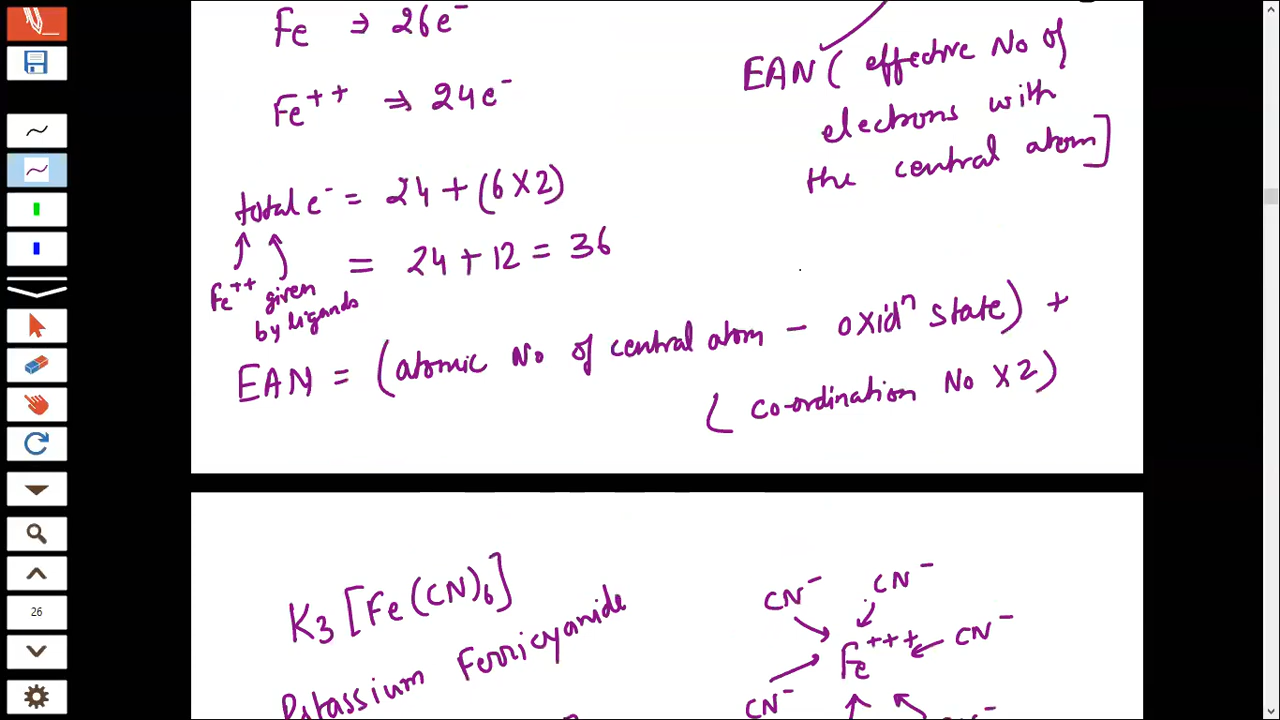 Fe ⇒ 26e⁻
EAN ( effective No of
electrons with
the central atom]
Fe⁺⁺ ⇒ 24e⁻
total e⁻ = 24 + (6 X 2)
= 24 + 12 = 36
Fe⁺⁺ given
by ligands
EAN = (atomic No of central atom - oxidⁿ state) +
( co-ordination No X 2)
K3 [Fe(CN)6]
Potassium Ferricyanide
CN⁻ CN⁻
Fe⁺⁺⁺ CN⁻
CN⁻
26